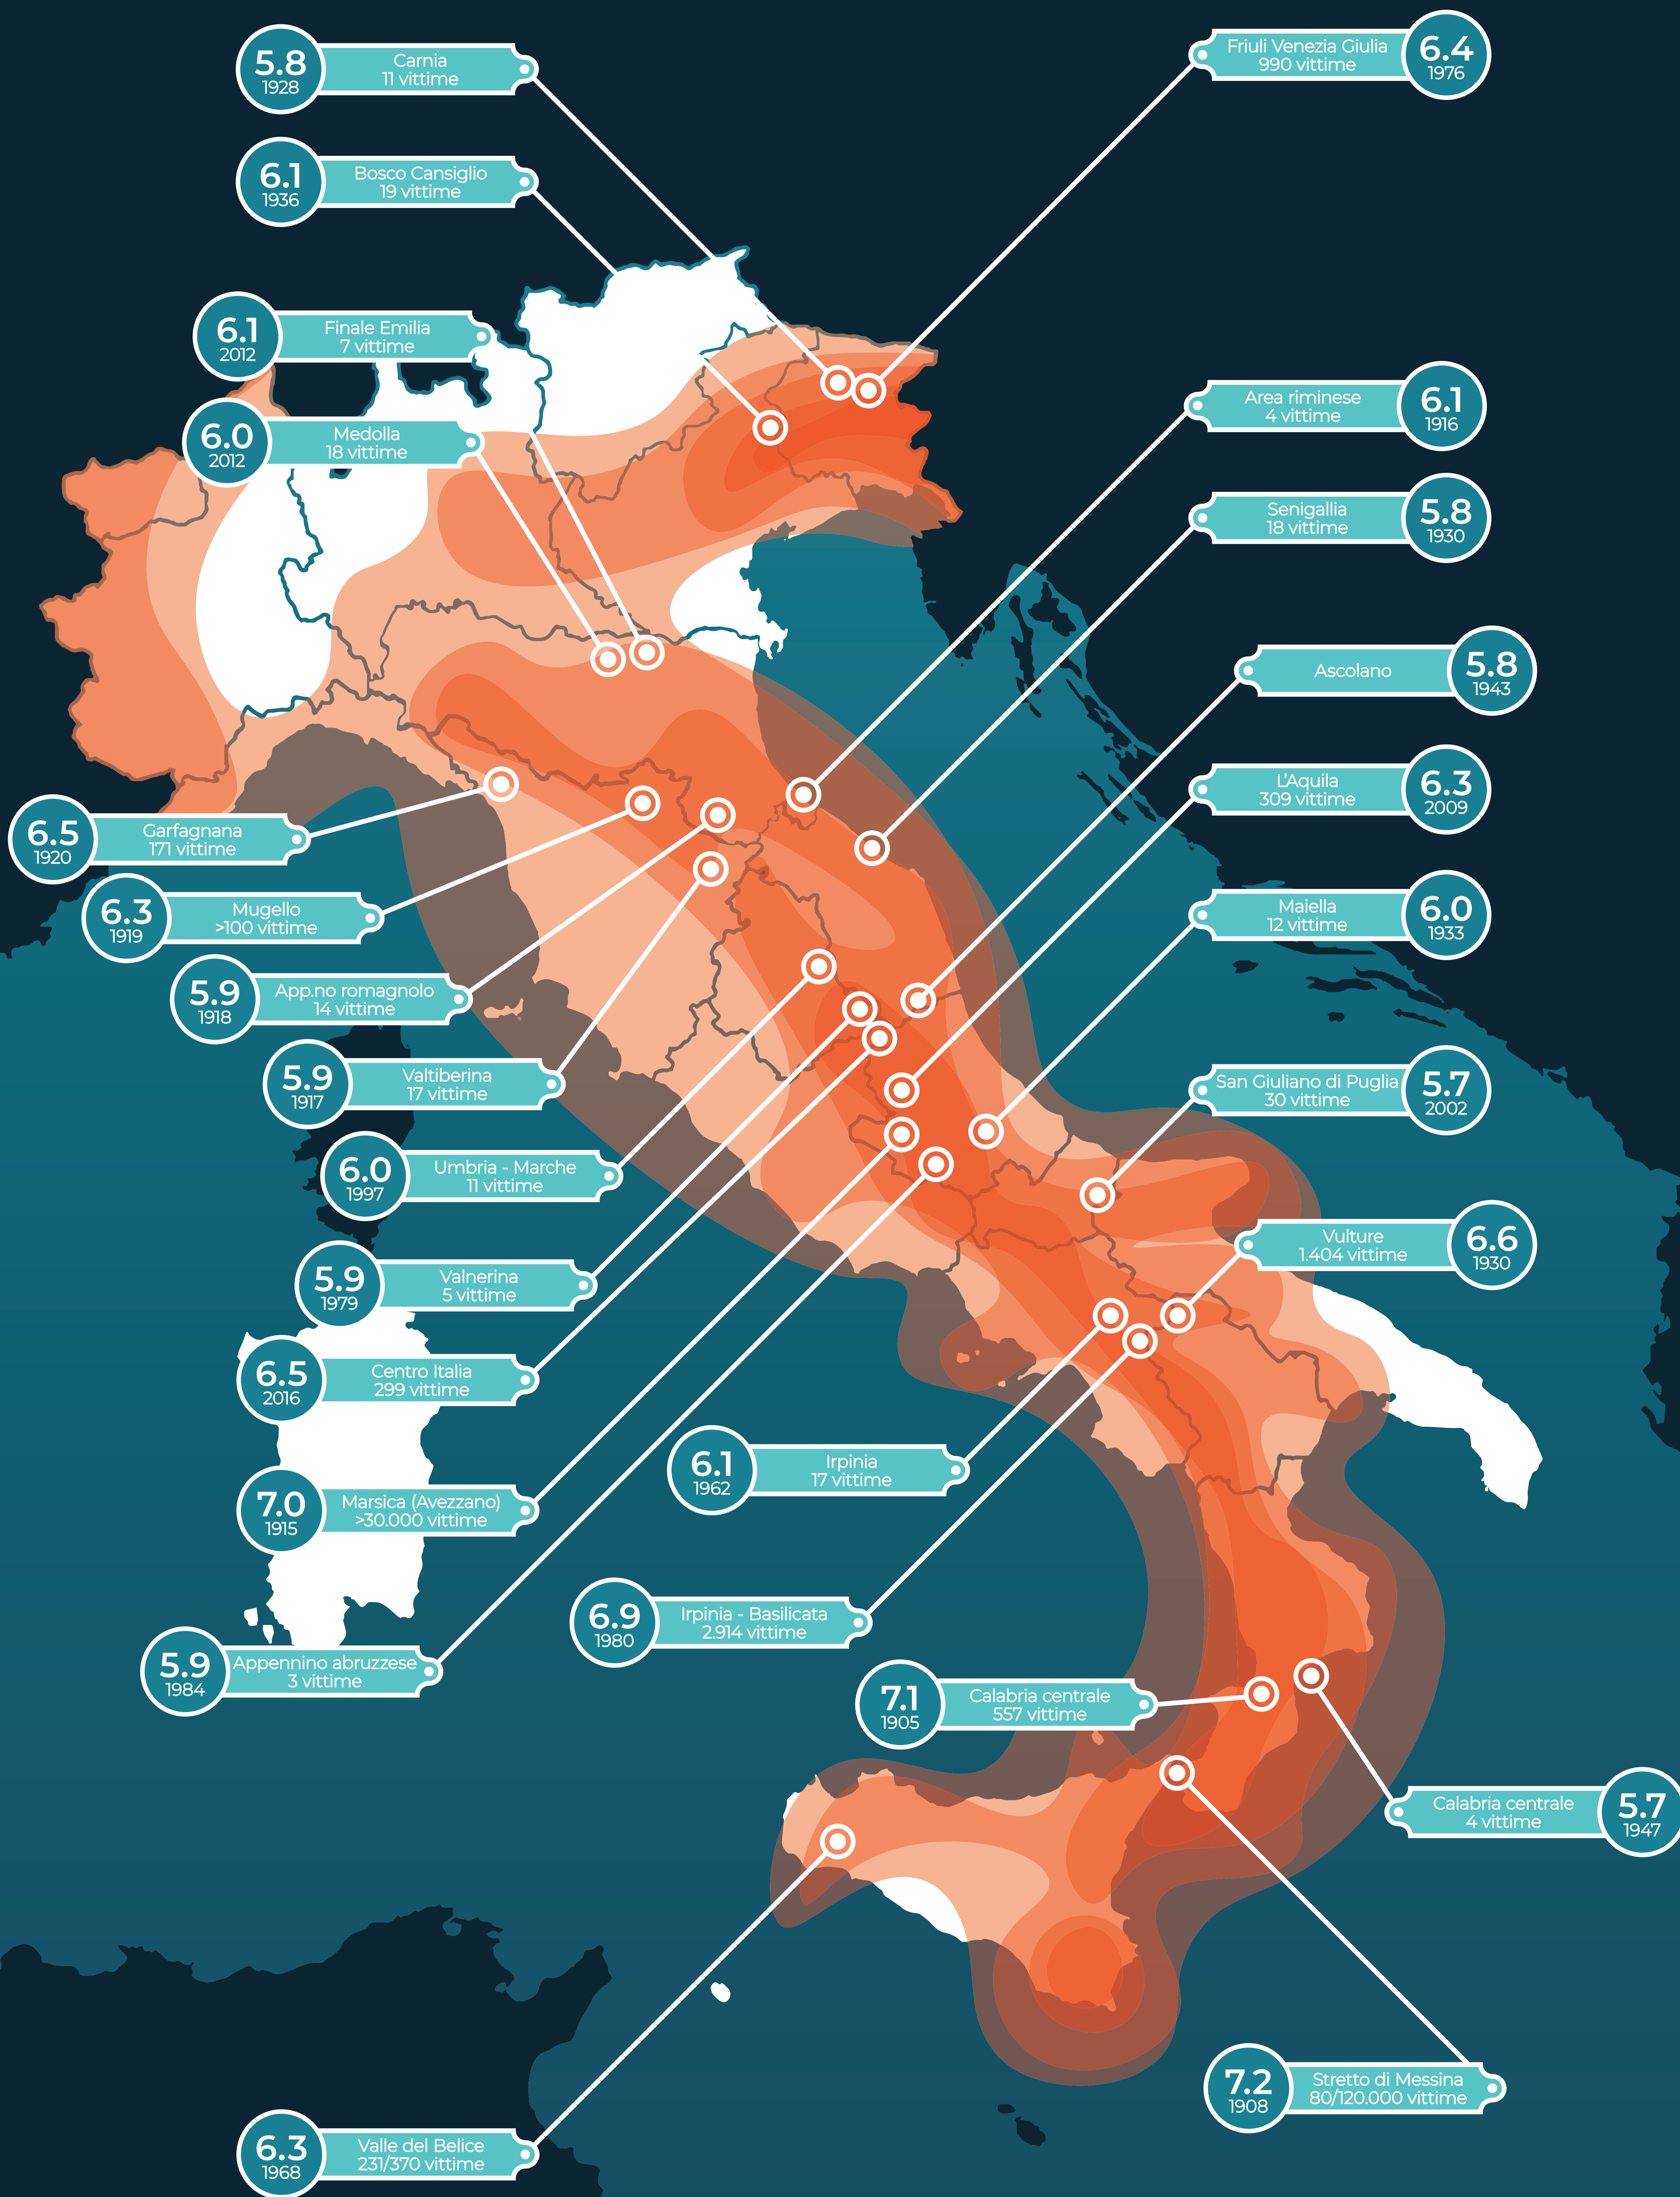 5.8
1928
Carnia
11 vittime
Friuli Venezia Giulia
990 vittime
6.4
1976
6.1
1936
Bosco Cansiglio
19 vittime
6.1
2012
Finale Emilia
7 vittime
6.0
2012
Medolla
18 vittime
Area riminese
4 vittime
6.1
1916
Senigallia
18 vittime
5.8
1930
Ascolano
5.8
1943
L'Aquila
309 vittime
6.3
2009
6.5
1920
Garfagnana
171 vittime
6.3
1919
Mugello
>100 vittime
Maiella
12 vittime
6.0
1933
5.9
1918
App.no romagnolo
14 vittime
5.9
1917
Valtiberina
17 vittime
San Giuliano di Puglia
30 vittime
5.7
2002
6.0
1997
Umbria - Marche
11 vittime
Vulture
1.404 vittime
6.6
1930
5.9
1979
Valnerina
5 vittime
6.5
2016
Centro Italia
299 vittime
6.1
1962
Irpinia
17 vittime
7.0
1915
Marsica (Avezzano)
>30.000 vittime
6.9
1980
Irpinia - Basilicata
2.914 vittime
5.9
1984
Appennino abruzzese
3 vittime
7.1
1905
Calabria centrale
557 vittime
Calabria centrale
4 vittime
5.7
1947
7.2
1908
Stretto di Messina
80/120.000 vittime
6.3
1968
Valle del Belice
231/370 vittime